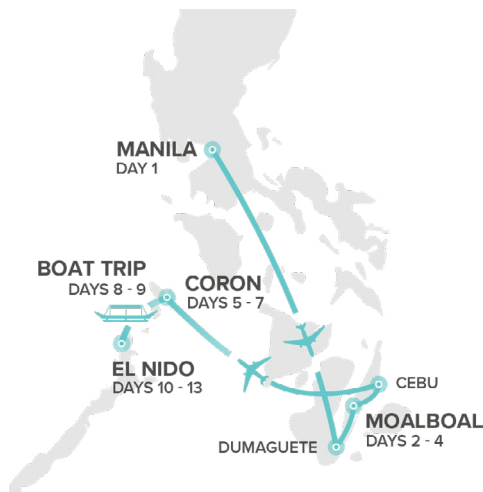 MANILA
DAY 1
BOAT TRIP
DAYS 8 - 9
CORON
DAYS 5 - 7
EL NIDO
DAYS 10 - 13
CEBU
MOALBOAL
DAYS 2 - 4
DUMAGUETE